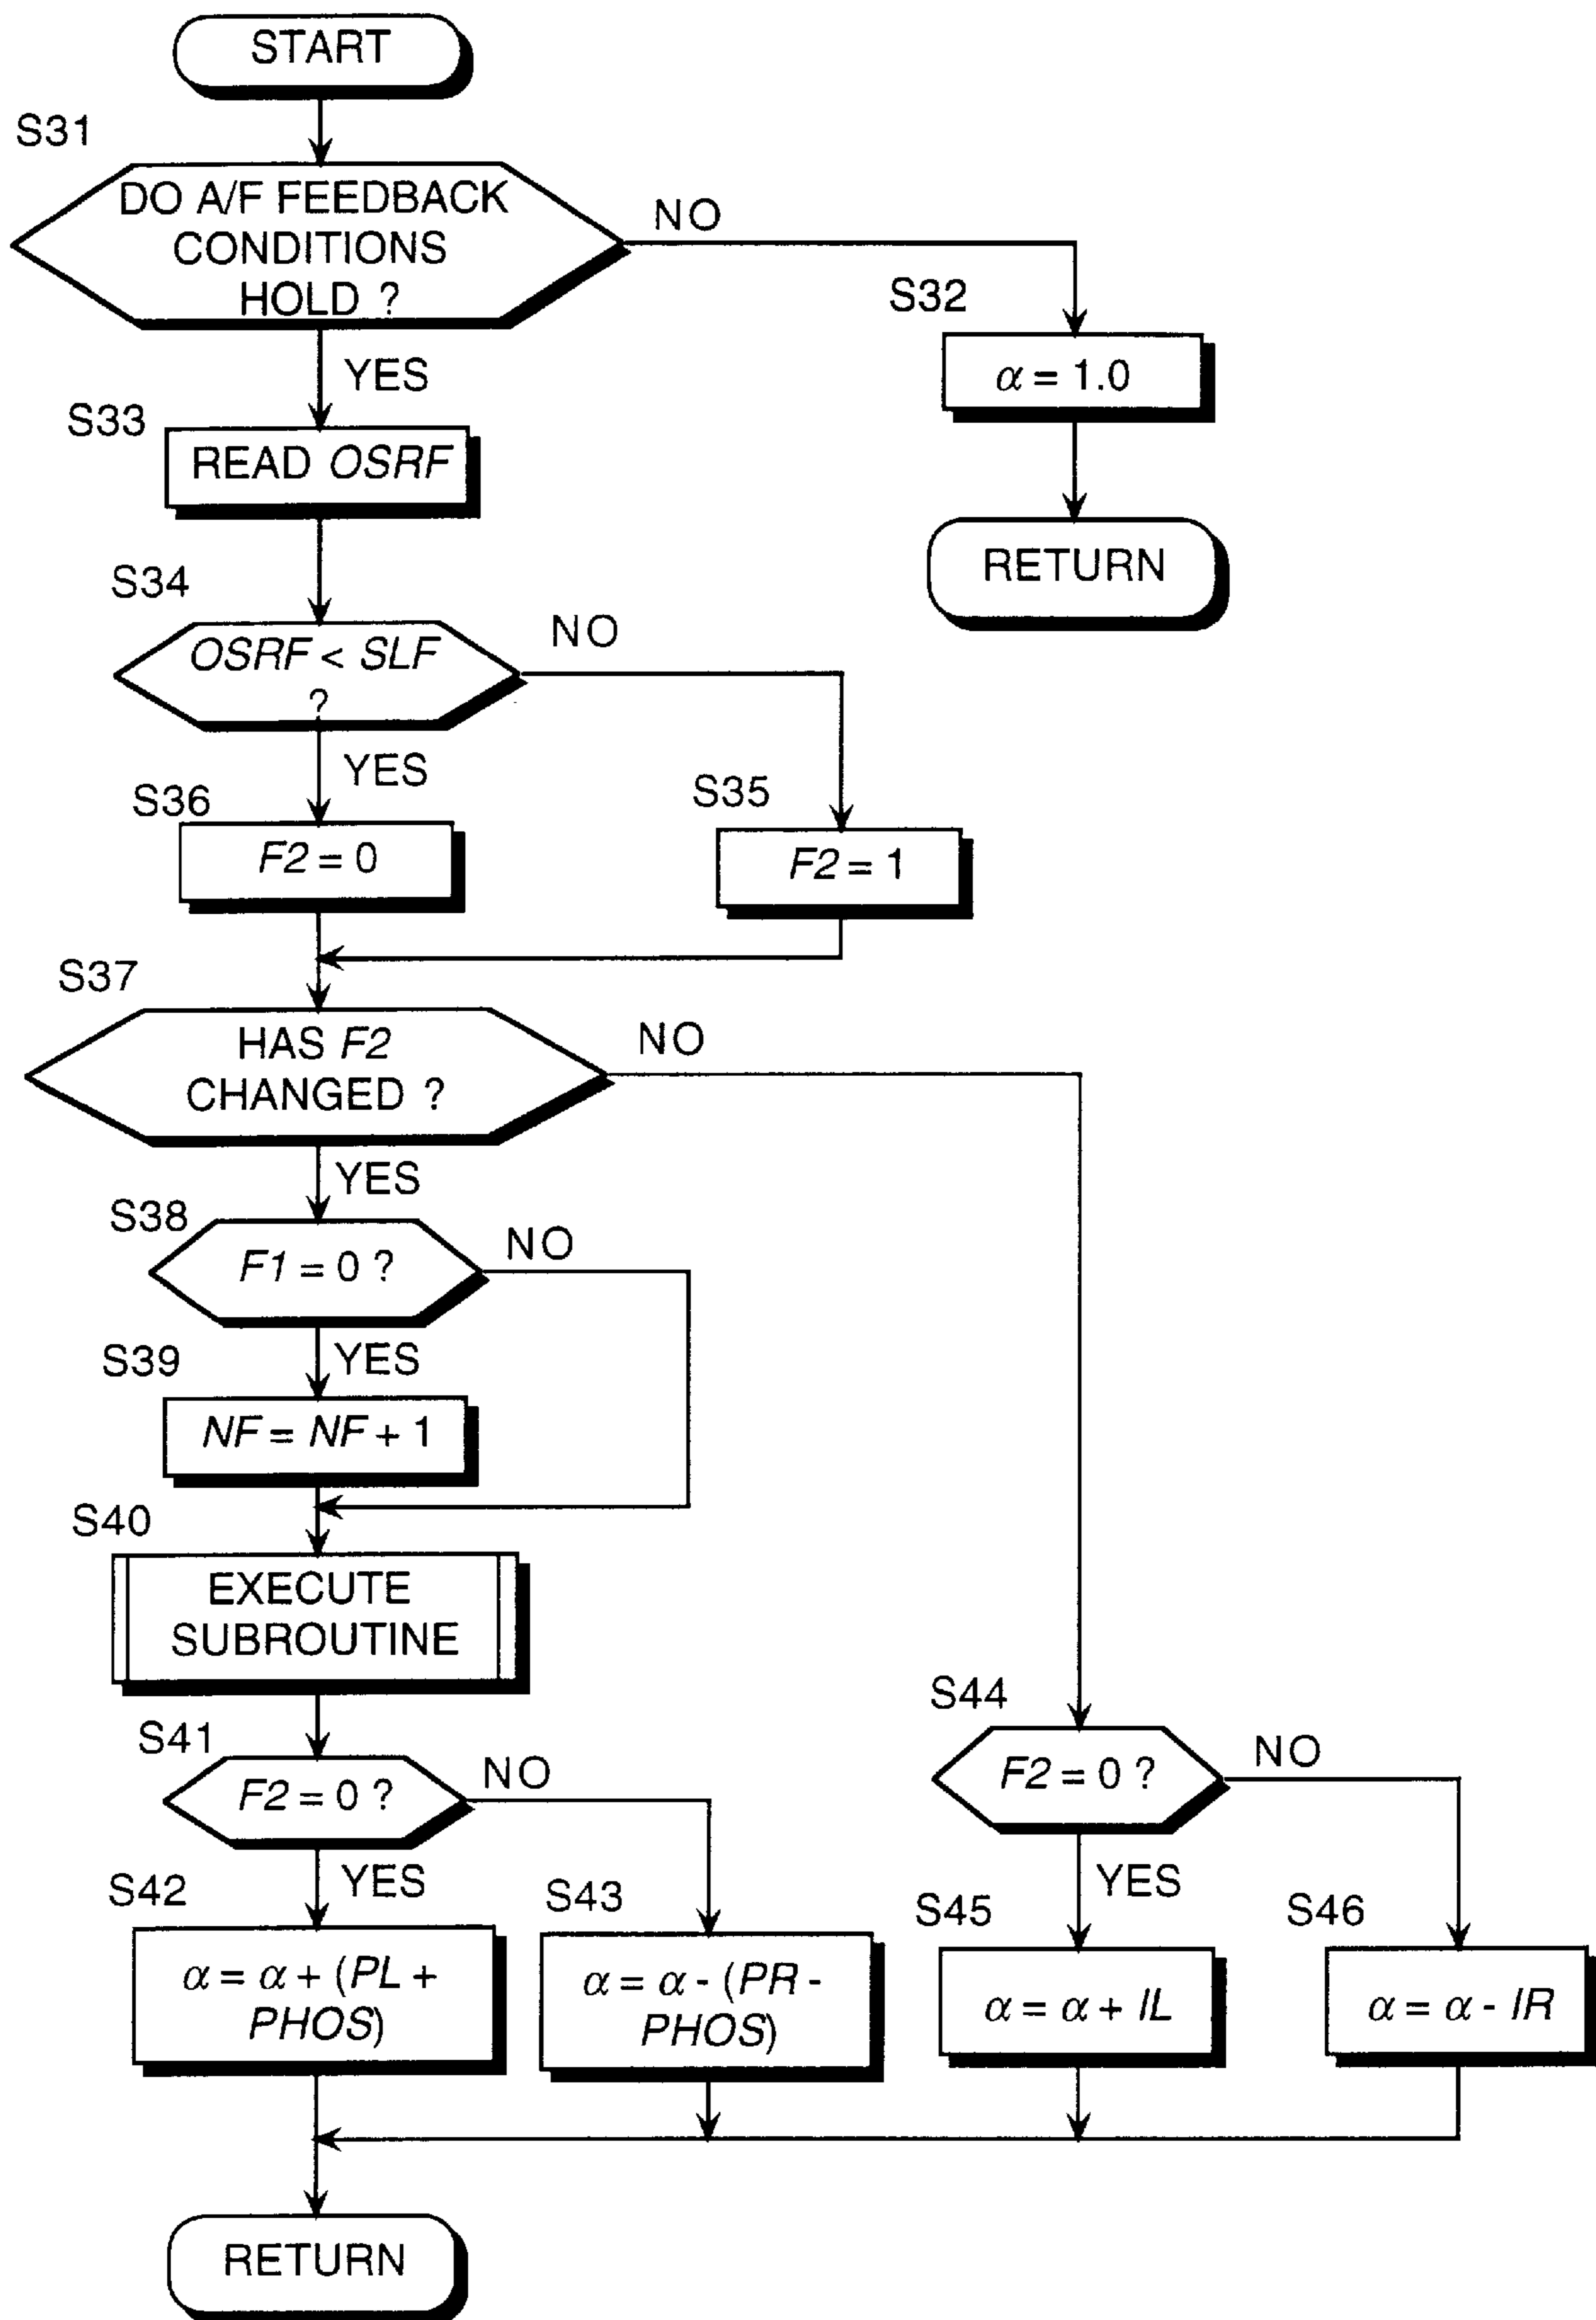 START
S31
DO A/F FEEDBACK
CONDITIONS
HOLD ?
NO
YES
S32
α = 1.0
RETURN
S33
READ OSRF
S34
OSRF < SLF
?
NO
YES
S36
F2 = 0
S35
F2 = 1
S37
HAS F2
CHANGED ?
NO
YES
S38
F1 = 0 ?
NO
YES
S39
NF = NF + 1
S40
EXECUTE
SUBROUTINE
S41
F2 = 0 ?
NO
YES
S42
α = α + (PL +
PHOS)
S43
α = α - (PR -
PHOS)
S44
F2 = 0 ?
NO
YES
S45
α = α + IL
S46
α = α - IR
RETURN